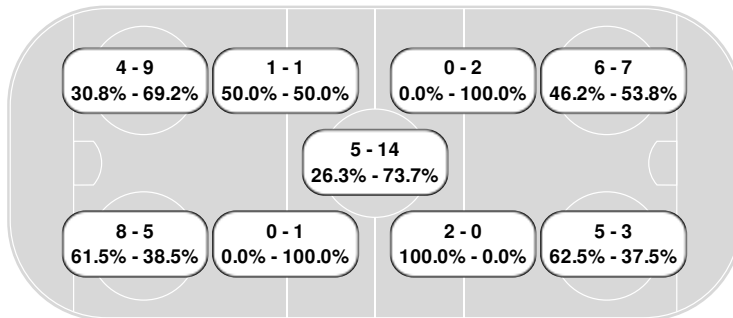 4 - 9
30.8% - 69.2%
1 - 1
50.0% - 50.0%
0 - 2
0.0% - 100.0%
6 - 7
46.2% - 53.8%
5 - 14
26.3% - 73.7%
8 - 5
61.5% - 38.5%
0 - 1
0.0% - 100.0%
2 - 0
100.0% - 0.0%
5 - 3
62.5% - 37.5%